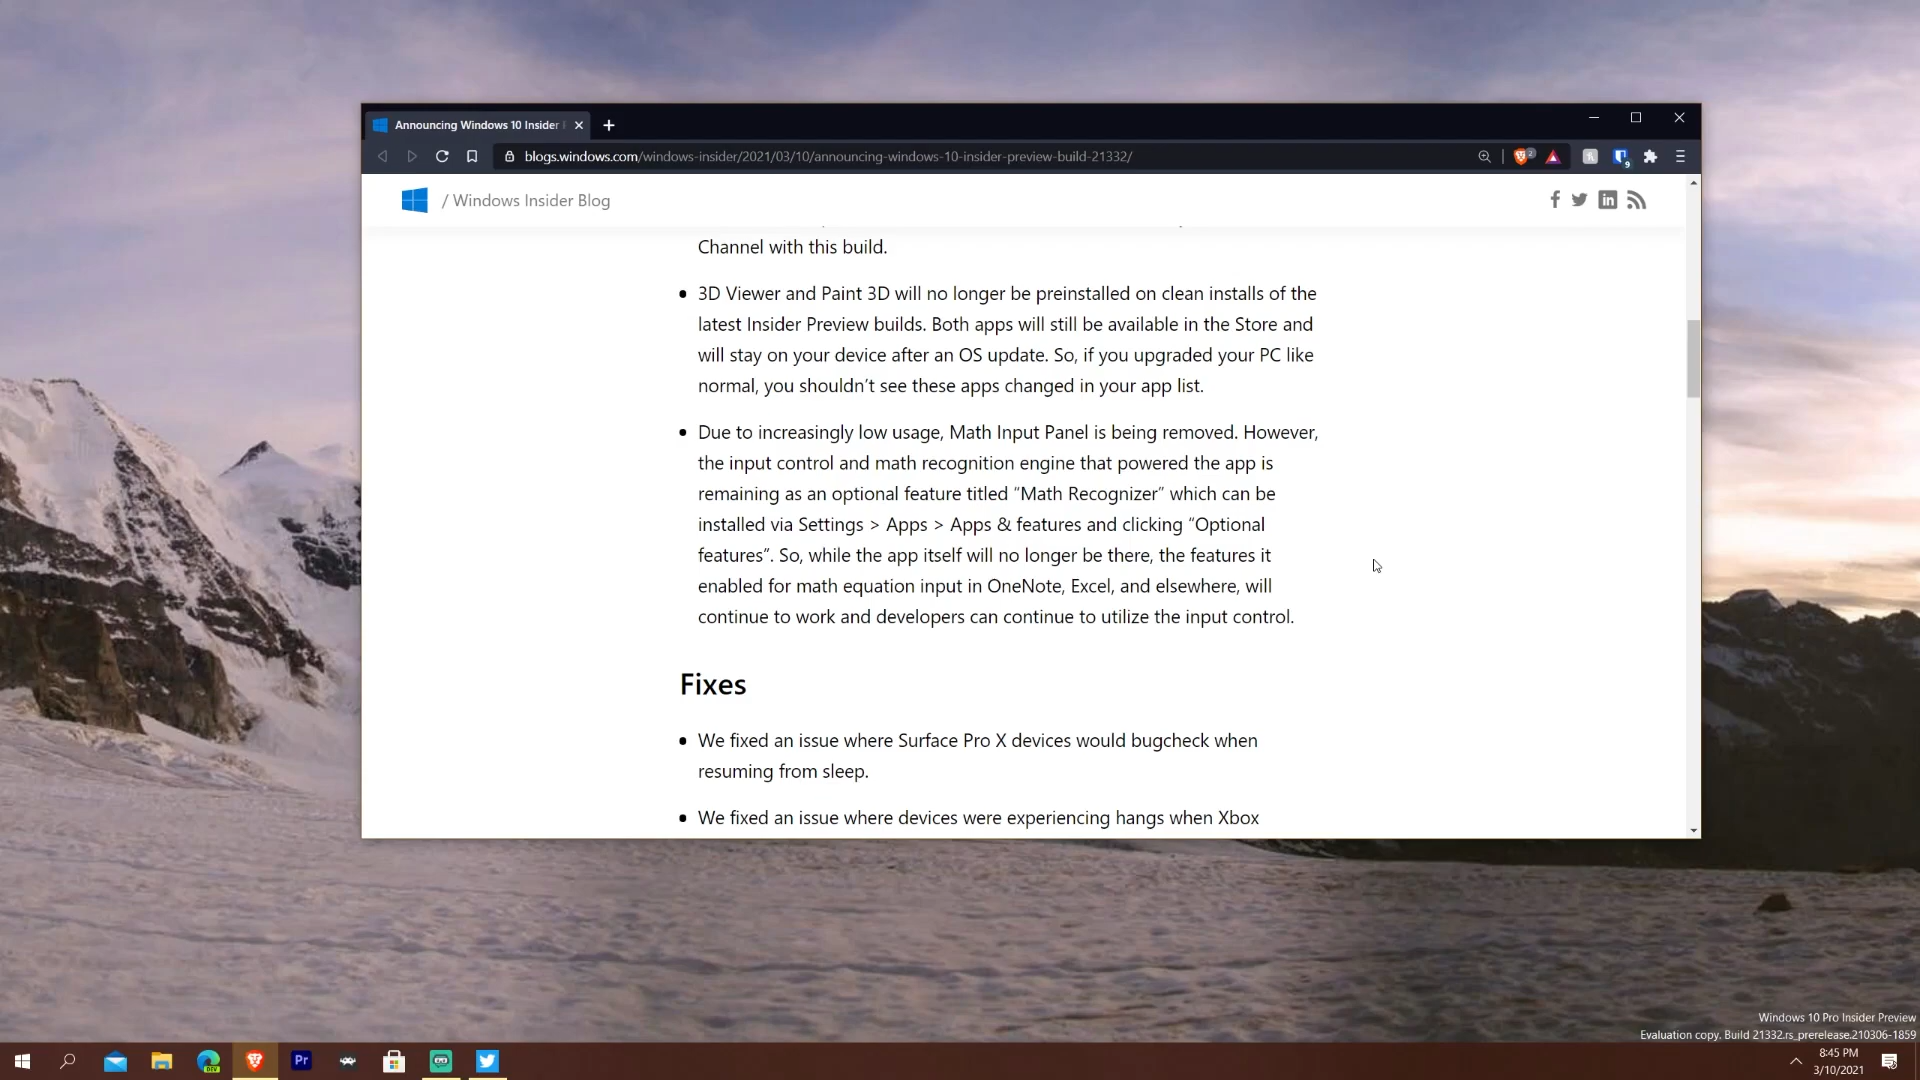 Announcing Windows 10 Insider
blogs.windows.com/windows-insider/2021/03/10/announcing-windows-10-insider-preview-build-21332/
2
9
/ Windows Insider Blog
Channel with this build.
• 3D Viewer and Paint 3D will no longer be preinstalled on clean installs of the
latest Insider Preview builds. Both apps will still be available in the Store and
will stay on your device after an OS update. So, if you upgraded your PC like
normal, you shouldn’t see these apps changed in your app list.
• Due to increasingly low usage, Math Input Panel is being removed. However,
the input control and math recognition engine that powered the app is
remaining as an optional feature titled “Math Recognizer” which can be
installed via Settings > Apps > Apps & features and clicking “Optional
features”. So, while the app itself will no longer be there, the features it
enabled for math equation input in OneNote, Excel, and elsewhere, will
continue to work and developers can continue to utilize the input control.
Fixes
• We fixed an issue where Surface Pro X devices would bugcheck when
resuming from sleep.
• We fixed an issue where devices were experiencing hangs when Xbox
Windows 10 Pro Insider Preview
Evaluation copy. Build 21332.rs_prerelease.210306-1859
DEV
Pr
8:45 PM
3/10/2021